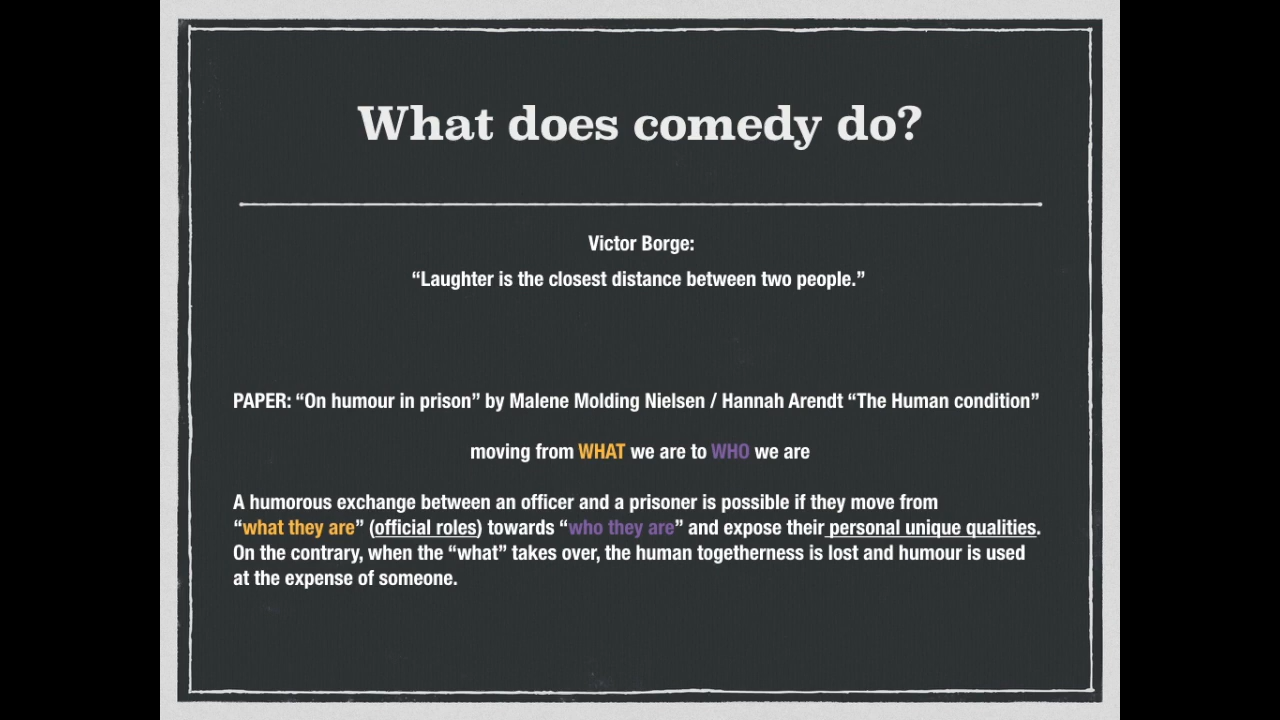 What does comedy do?
Victor Borge:
“Laughter is the closest distance between two people.”
PAPER: “On humour in prison” by Malene Molding Nielsen / Hannah Arendt “The Human condition”
moving from WHAT we are to WHO we are
A humorous exchange between an officer and a prisoner is possible if they move from
“what they are” (official roles) towards “who they are” and expose their personal unique qualities.
On the contrary, when the “what” takes over, the human togetherness is lost and humour is used
at the expense of someone.